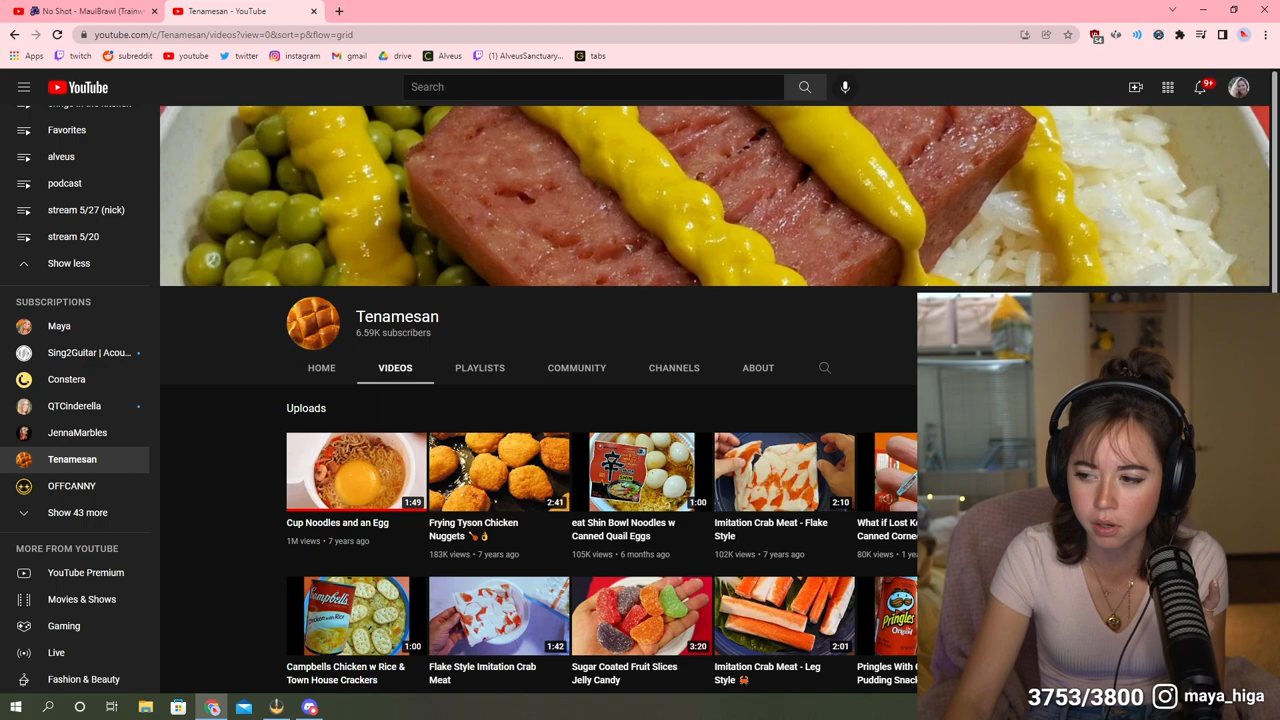 No Shot - MaulBrawl (Trainw
Tenamesan - YouTube
youtube.com/c/Tenamesan/videos?view=0&sort=p&flow=grid
54
Apps
twitch
subreddit
youtube
twitter
instagram
gmail
drive
Alveus
(1) AlveusSanctuary...
tabs
YouTube
Search
9+
Favorites
alveus
podcast
stream 5/27 (nick)
stream 5/20
Show less
SUBSCRIPTIONS
Maya
Sing2Guitar | Acou...
Constera
QTCinderella
JennaMarbles
Tenamesan
OFFCANNY
Show 43 more
MORE FROM YOUTUBE
YouTube Premium
Movies & Shows
Gaming
Live
Fashion & Beauty
Tenamesan
6.59K subscribers
HOME
VIDEOS
PLAYLISTS
COMMUNITY
CHANNELS
ABOUT
Uploads
1:49
2:41
1:00
2:10
Cup Noodles and an Egg
1M views • 7 years ago
Frying Tyson Chicken
Nuggets
183K views • 7 years ago
eat Shin Bowl Noodles w
Canned Quail Eggs
105K views • 6 months ago
Imitation Crab Meat - Flake
Style
102K views • 7 years ago
What if Lost K
Canned Corne
80K views • 1 ye
Campbells
1:00
1:42
3:20
2:01
Pringles
Original
Campbells Chicken w Rice &
Town House Crackers
Flake Style Imitation Crab
Meat
Sugar Coated Fruit Slices
Jelly Candy
Imitation Crab Meat - Leg
Style
Pringles With
Pudding Snac
3753/3800
maya_higa